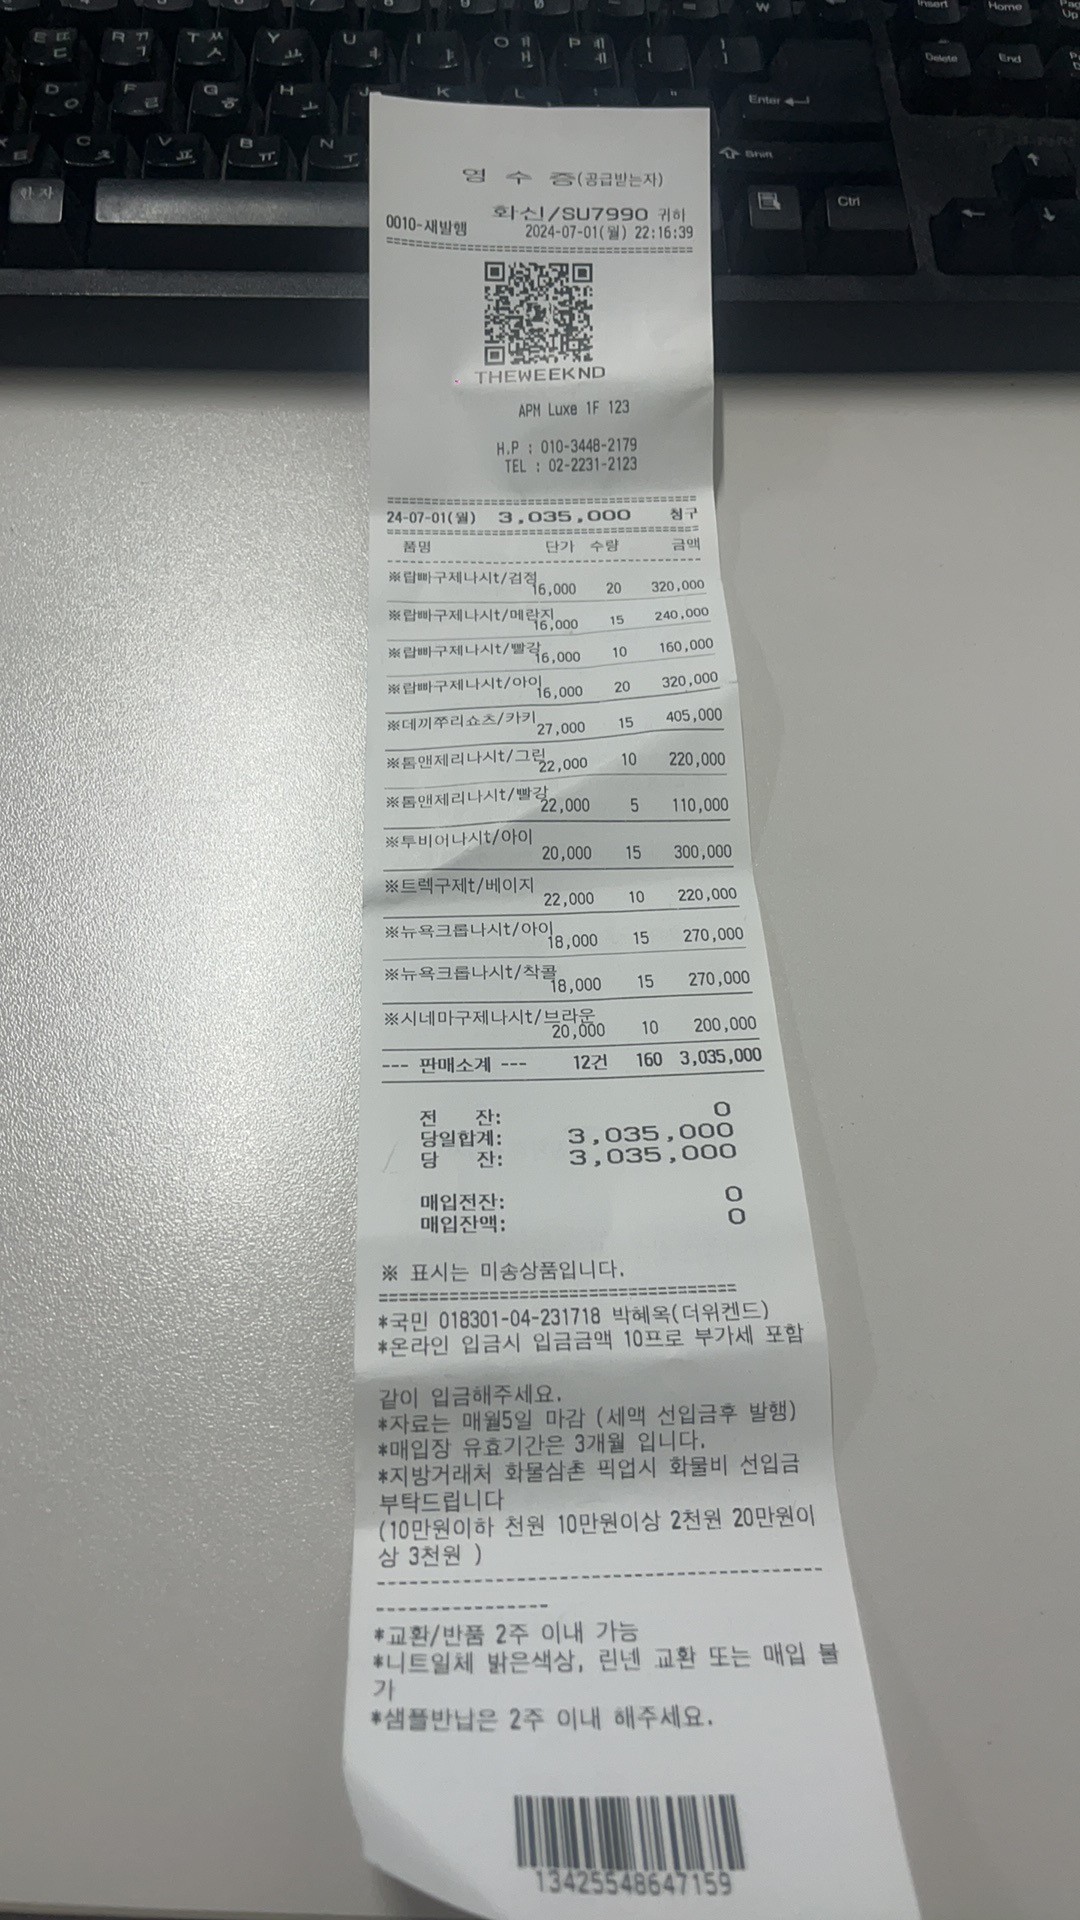 영 수 증(공급받는자)
화신/SU7990 귀하
0010-재발행 2024-07-01(월) 22:16:39
THEWEEKND
APM Luxe 1F 123
H.P : 010-3448-2179
TEL : 02-2231-2123
24-07-01(월) 3,035,000 청구
품명 단가 수량 금액
※랍빠구제나시t/검정
16,000 20 320,000
※랍빠구제나시t/메란지
16,000 15 240,000
※랍빠구제나시t/빨강
16,000 10 160,000
※랍빠구제나시t/아이
16,000 20 320,000
※데끼쭈리쇼츠/카키
27,000 15 405,000
※톰앤제리나시t/그린
22,000 10 220,000
※톰앤제리나시t/빨강
22,000 5 110,000
※투비어나시t/아이
20,000 15 300,000
※트렉구제t/베이지
22,000 10 220,000
※뉴욕크롭나시t/아이
18,000 15 270,000
※뉴욕크롭나시t/착콜
18,000 15 270,000
※시네마구제나시t/브라운
20,000 10 200,000
--- 판매소계 --- 12건 160 3,035,000
전 잔: 0
당일합계: 3,035,000
당 잔: 3,035,000
매입전잔: 0
매입잔액: 0
※ 표시는 미송상품입니다.
*국민 018301-04-231718 박혜옥(더위켄드)
*온라인 입금시 입금금액 10프로 부가세 포함
같이 입금해주세요.
*자료는 매월5일 마감 (세액 선입금후 발행)
*매입장 유효기간은 3개월 입니다.
*지방거래처 화물삼촌 픽업시 화물비 선입금
부탁드립니다
(10만원이하 천원 10만원이상 2천원 20만원이
상 3천원 )
*교환/반품 2주 이내 가능
*니트일체 밝은색상, 린넨 교환 또는 매입 불
가
*샘플반납은 2주 이내 해주세요.
13425548647159